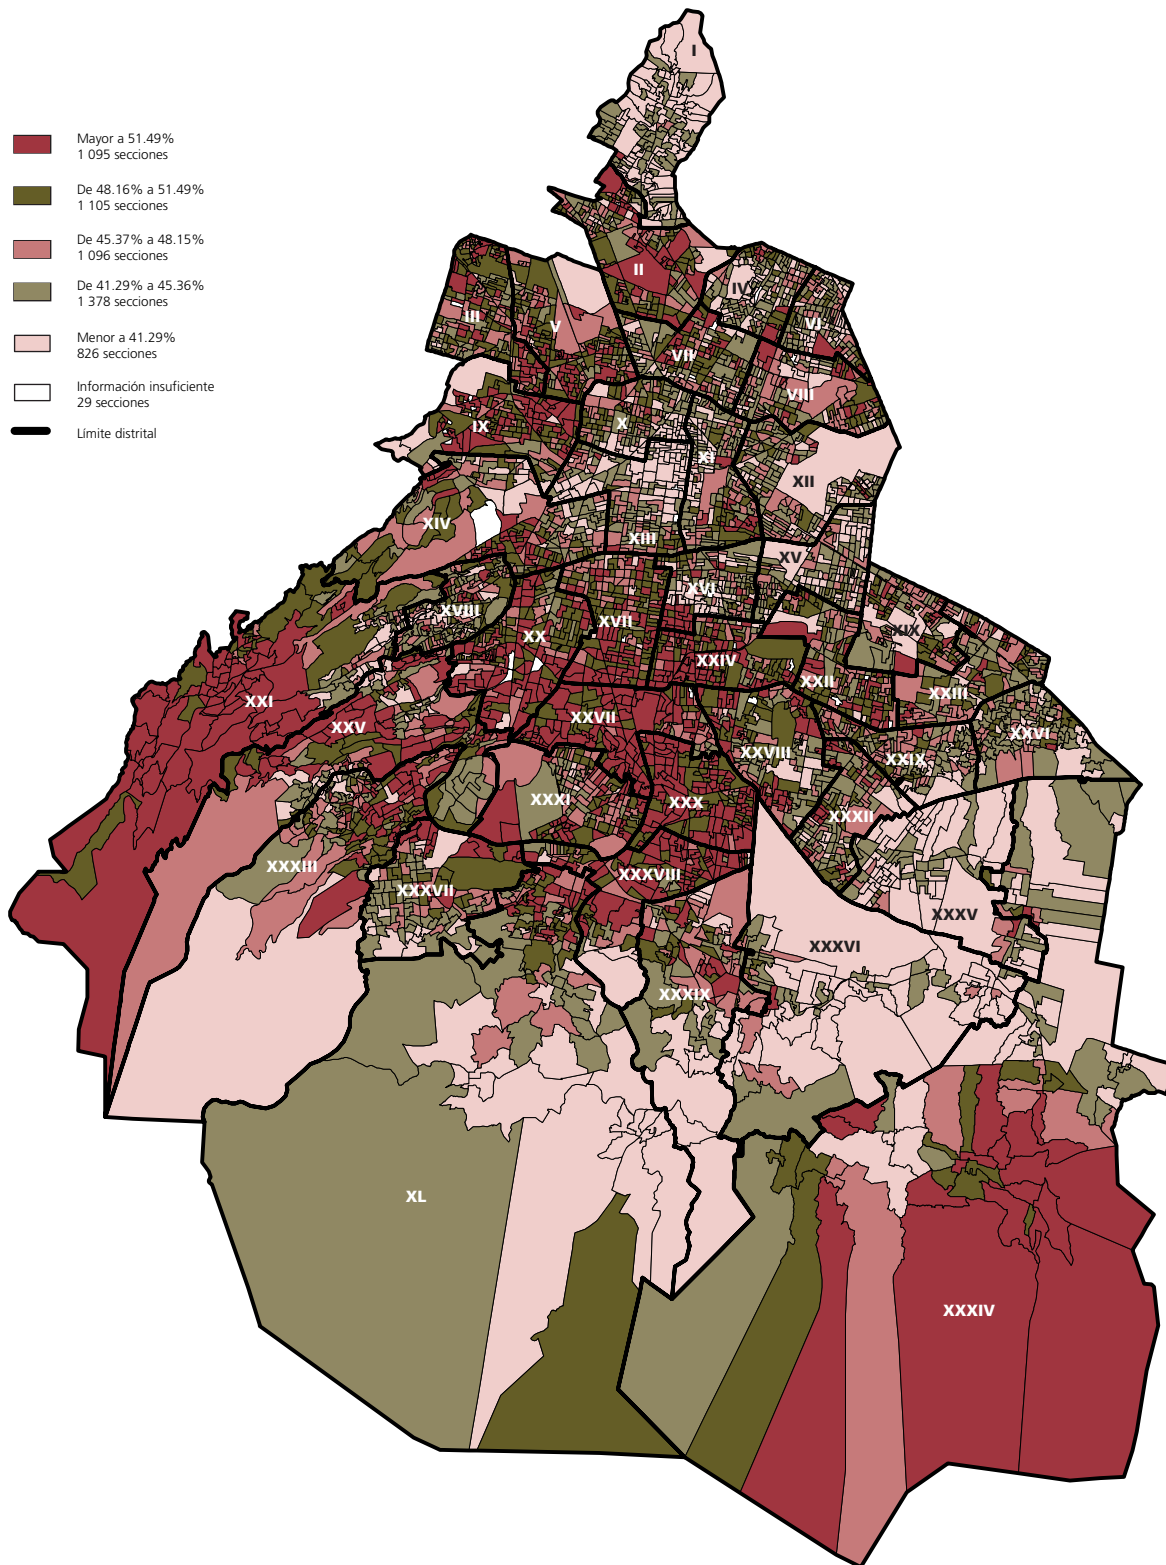 Mayor a 51.49%
1 095 secciones
De 48.16% a 51.49%
1 105 secciones
De 45.37% a 48.15%
1 096 secciones
De 41.29% a 45.36%
1 378 secciones
Menor a 41.29%
826 secciones
Información insuficiente
29 secciones
Límite distrital
I
II
IV
III
V
VI
VII
VIII
IX
X
XI
XII
XIV
XIII
XV
XVI
XVIII
XVII
XX
XIX
XXIV
XXII
XXI
XXIII
XXV
XXVII
XXVI
XXVIII
XXIX
XXXI
XXX
XXXII
XXXIII
XXXVII
XXXVIII
XXXV
XXXVI
XXXIX
XL
XXXIV